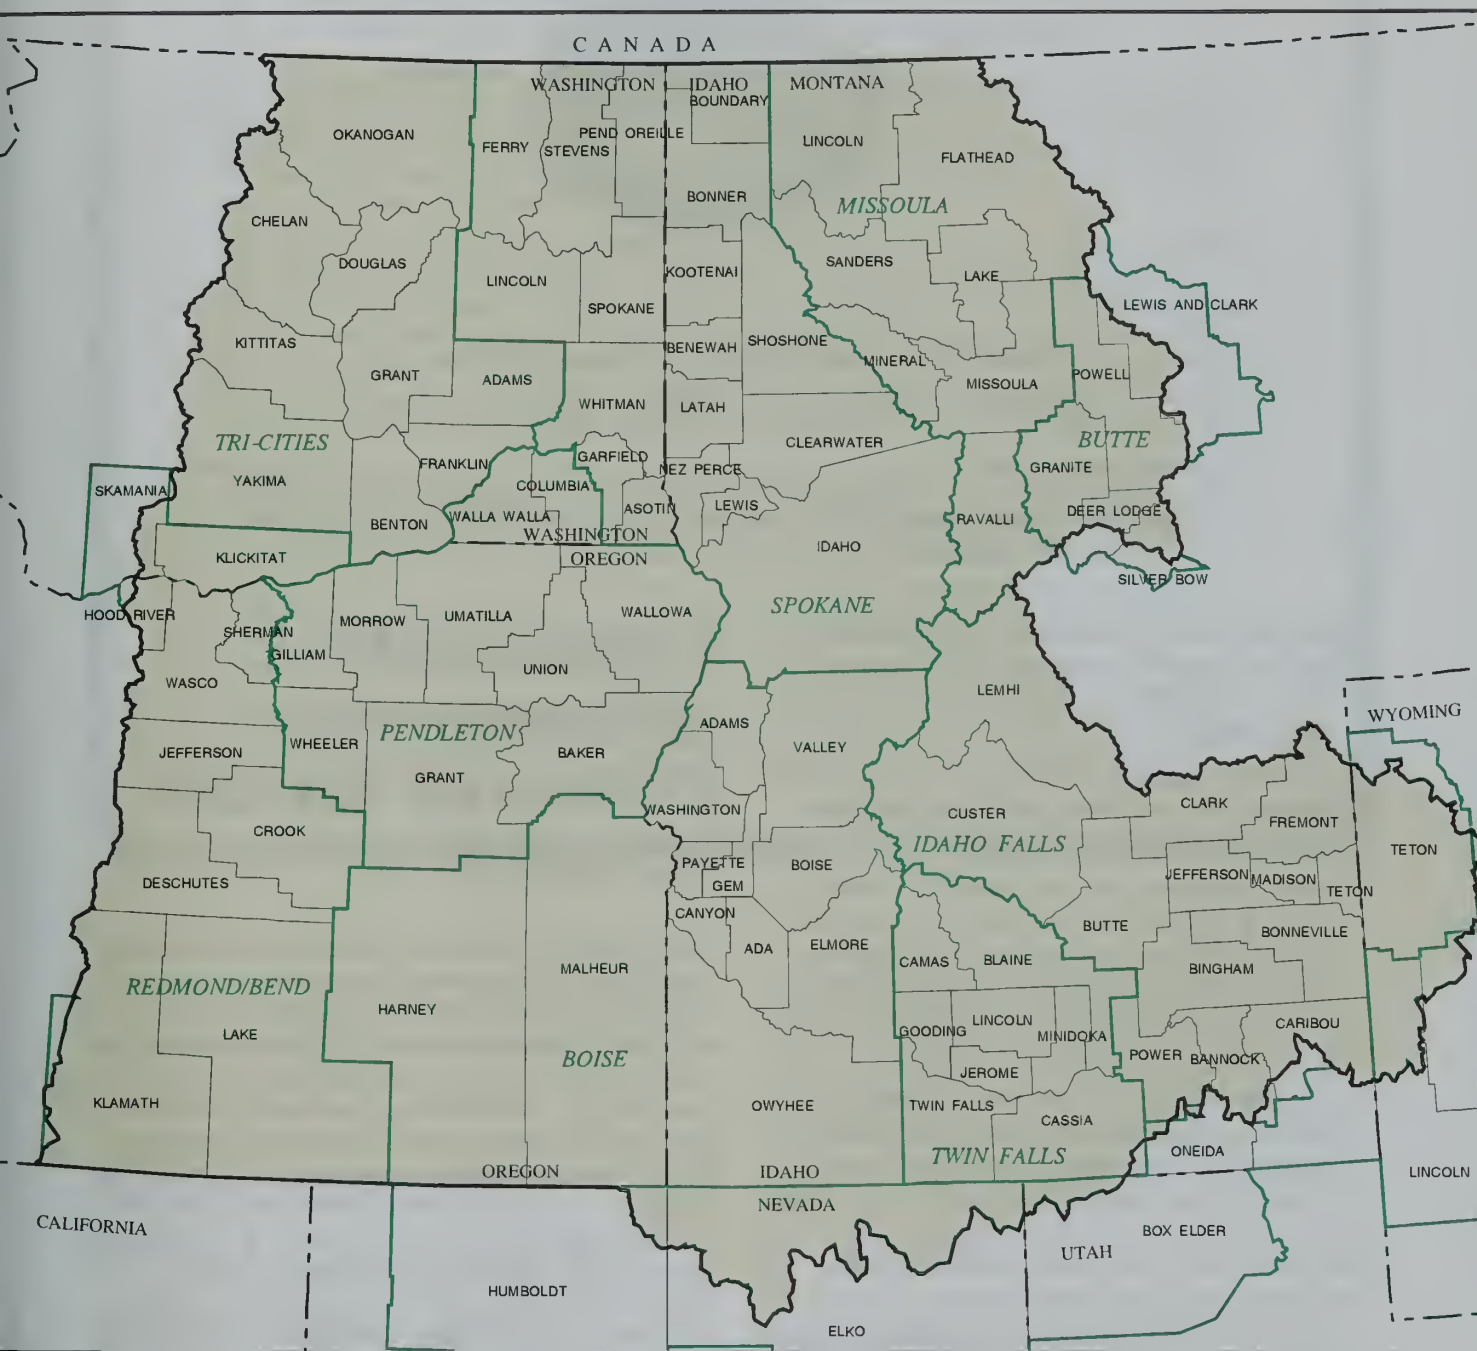 CANADA
WASHINGTON
IDAHO
MONTANA
BOUNDARY
OKANOGAN
FERRY
STEVENS
PEND OREILLE
LINCOLN
FLATHEAD
BONNER
MISSOULA
CHELAN
DOUGLAS
LINCOLN
SPOKANE
KOOTENAI
SANDERS
LAKE
LEWIS AND CLARK
KITTITAS
GRANT
ADAMS
BENEWAH
SHOSHONE
MINERAL
MISSOULA
POWELL
WHITMAN
LATAH
TRI-CITIES
CLEARWATER
BUTTE
YAKIMA
FRANKLIN
GARFIELD
NEZ PERCE
GRANITE
SKAMANIA
COLUMBIA
ASOTIN
LEWIS
BENTON
WALLA WALLA
RAVALLI
DEER LODGE
WASHINGTON
OREGON
KLICKITAT
IDAHO
SILVER BOW
HOOD RIVER
SHERMAN
GILLIAM
MORROW
UMATILLA
WALLOWA
SPOKANE
WASCO
UNION
LEMHI
WYOMING
JEFFERSON
WHEELER
PENDLETON
GRANT
BAKER
ADAMS
VALLEY
CROOK
WASHINGTON
CUSTER
CLARK
FREMONT
IDAHO FALLS
TETON
DESCHUTES
PAYETTE
GEM
BOISE
JEFFERSON
MADISON
TETON
CANYON
ADA
ELMORE
BUTTE
BONNEVILLE
CAMAS
BLAINE
BINGHAM
REDMOND/BEND
HARNEY
MALHEUR
LAKE
GOODING
LINCOLN
MINIDOKA
CARIBOU
BOISE
JEROME
POWER
BANNOCK
KLAMATH
OWYHEE
TWIN FALLS
CASSIA
TWIN FALLS
ONEIDA
OREGON
IDAHO
LINCOLN
NEVADA
CALIFORNIA
BOX ELDER
UTAH
HUMBOLDT
ELKO